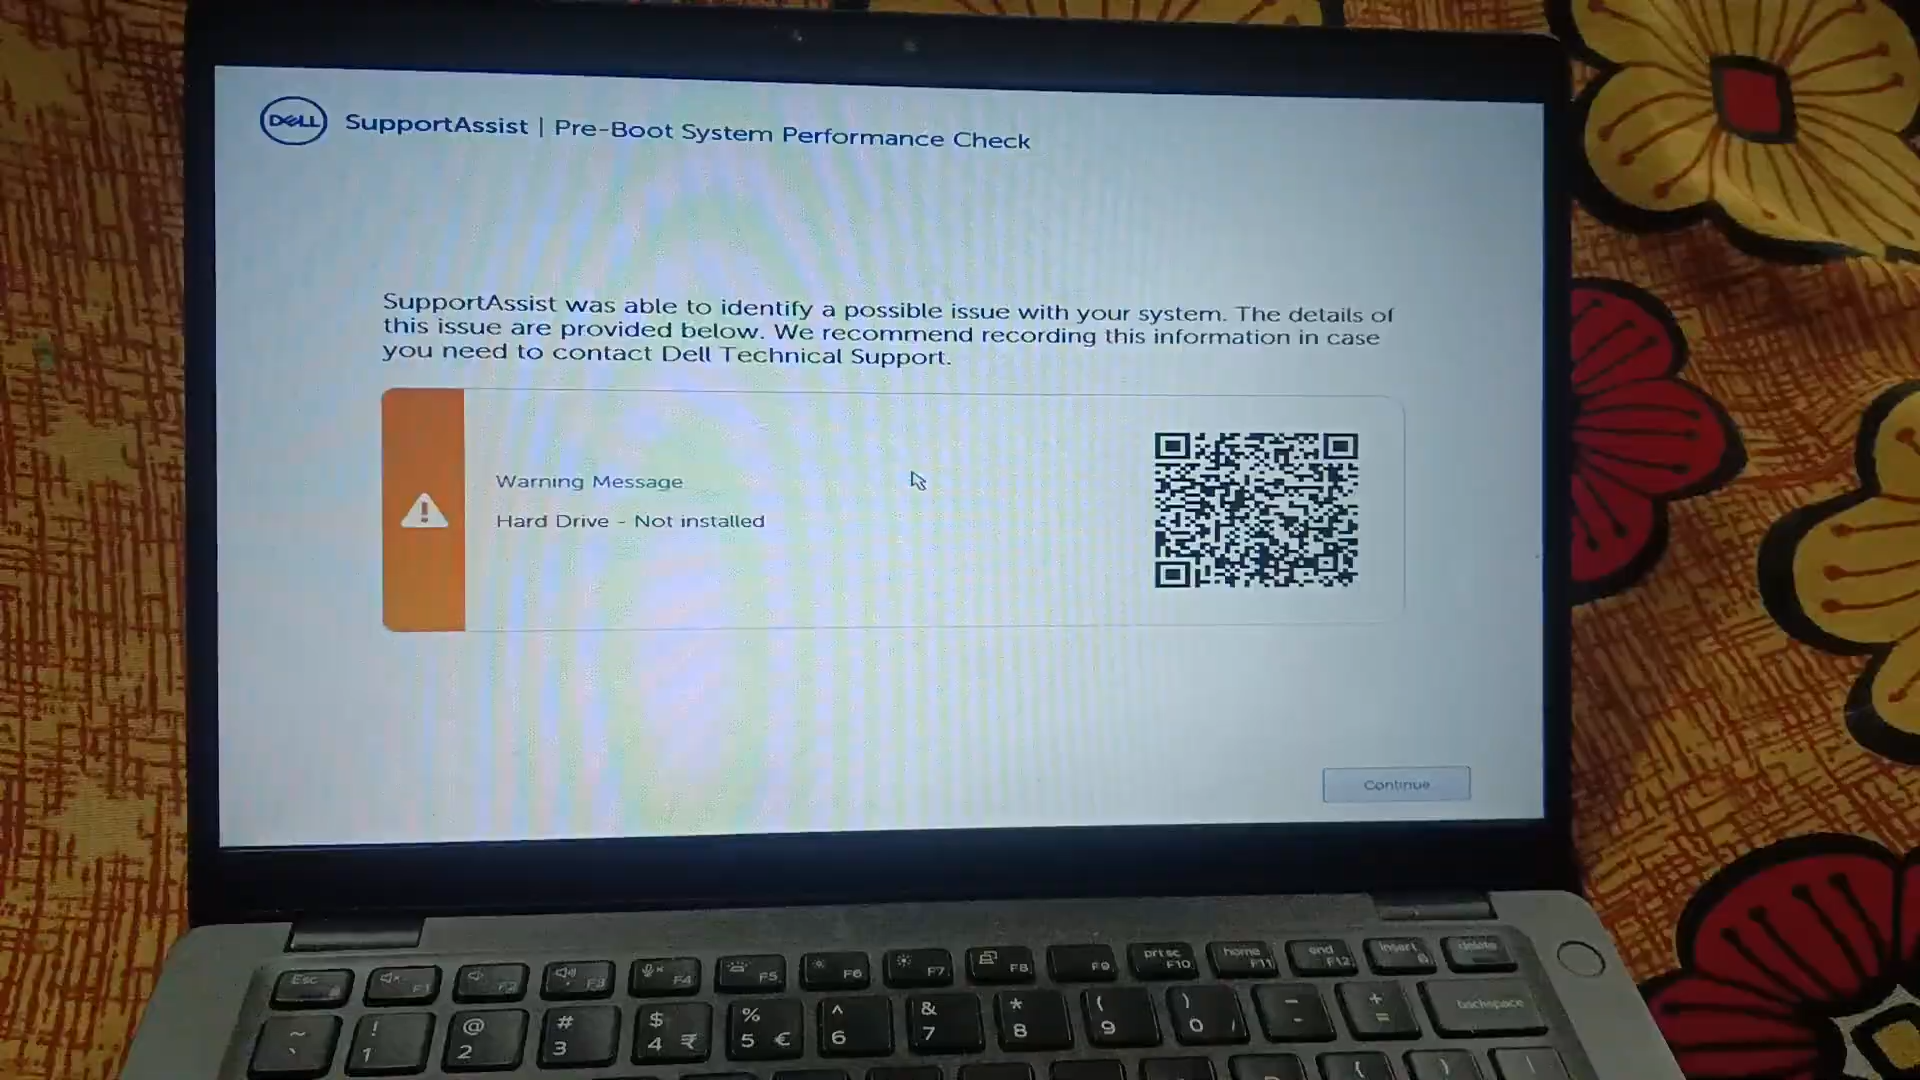 DELL SupportAssist | Pre-Boot System Performance Check
SupportAssist was able to identify a possible issue with your system. The details of
this issue are provided below. We recommend recording this information in case
you need to contact Dell Technical Support.
Warning Message
Hard Drive - Not installed
Continue
Esc F1 F2 F3 F4 F5 F6 F7 F8 F9 prt sc F10 home F11 end F12 insert delete
~ ` ! 1 @ 2 # 3 $ 4 ₹ % 5 € ^ 6 & 7 * 8 ( 9 ) 0 / - + = backspace
{ }